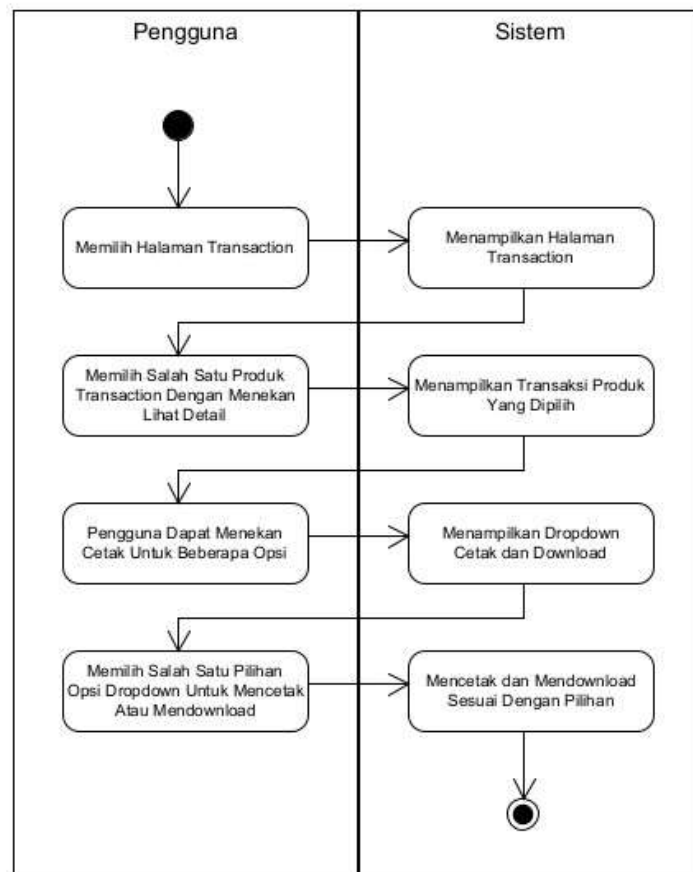 Pengguna
Sistem
Memilih Halaman Transaction
Menampilkan Halaman
Transaction
Memilih Salah Satu Produk
Transaction Dengan Menekan
Lihat Detail
Menampilkan Transaksi Produk
Yang Dipilih
Pengguna Dapat Menekan
Cetak Untuk Beberapa Opsi
Menampilkan Dropdown
Cetak dan Download
Memilih Salah Satu Pilihan
Opsi Dropdown Untuk Mencetak
Atau Mendownload
Mencetak dan Mendownload
Sesuai Dengan Pilihan